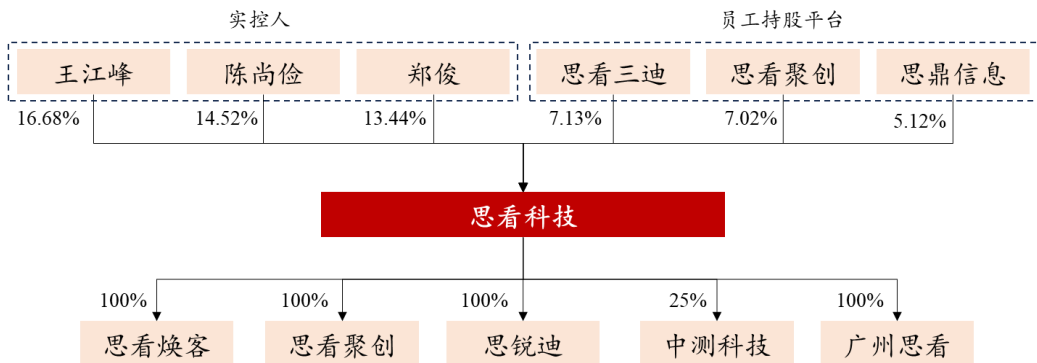 实控人 员工持股平台
王江峰 陈尚俭 郑俊 思看三迪 思看聚创 思鼎信息
16.68% 14.52% 13.44% 7.13% 7.02% 5.12%
思看科技
100% 100% 100% 25% 100%
思看焕客 思看聚创 思锐迪 中测科技 广州思看